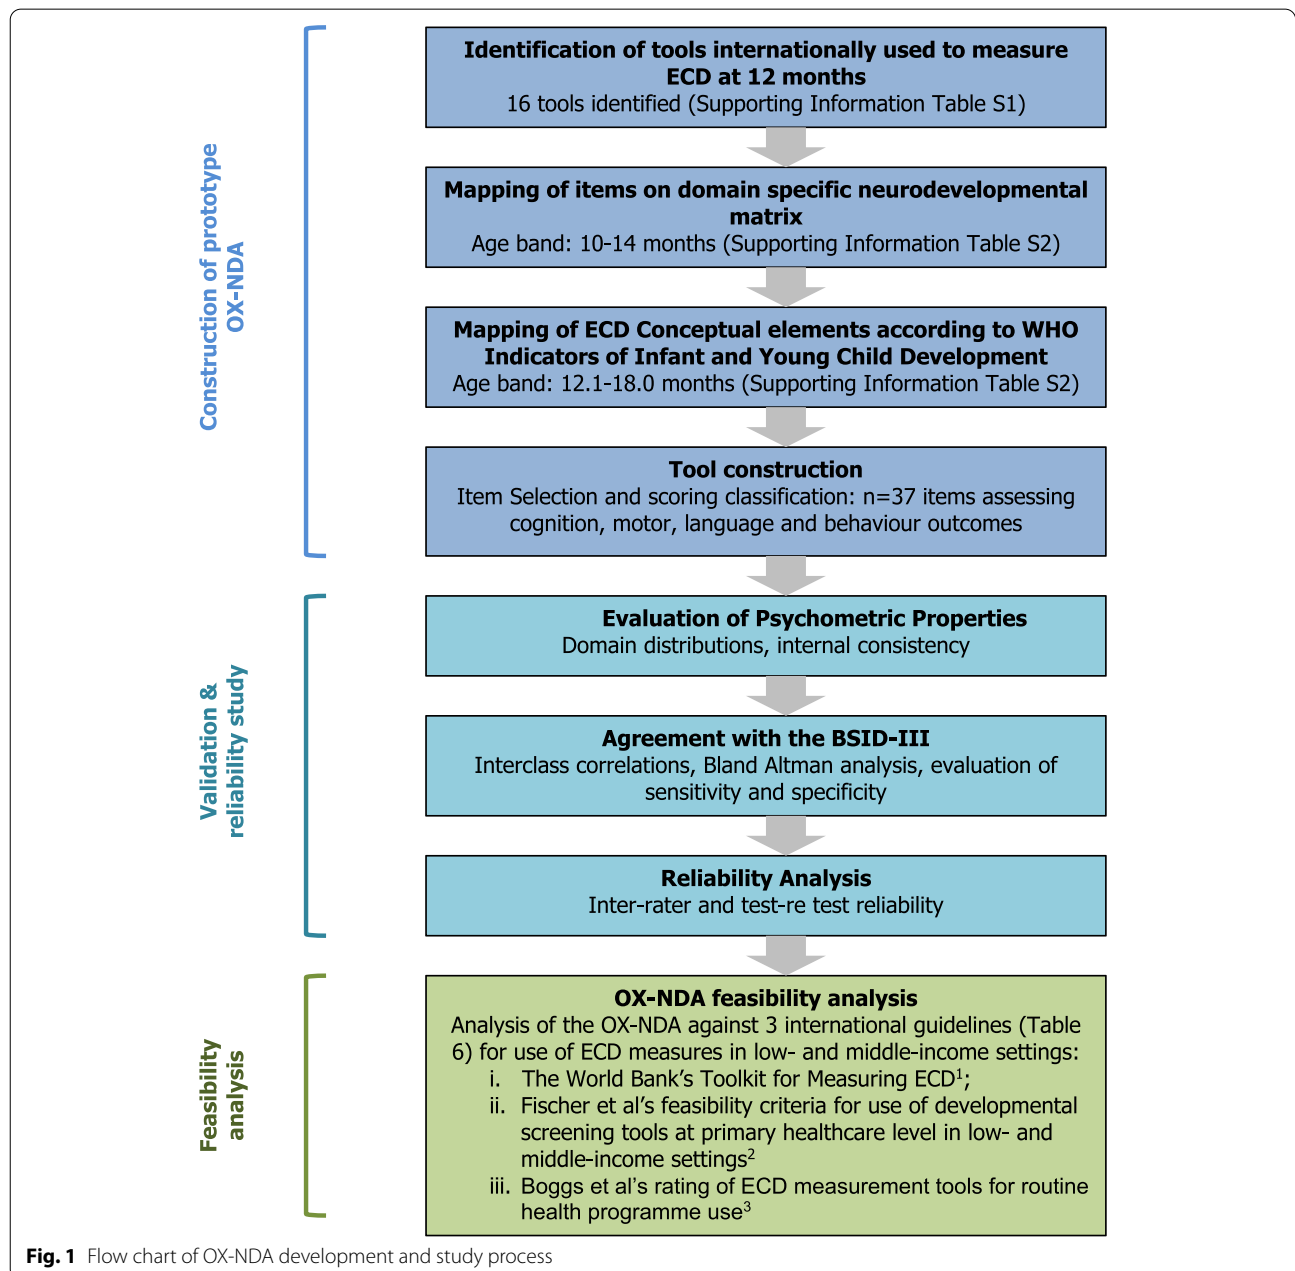 Construction of prototype
OX-NDA
Identification of tools internationally used to measure
ECD at 12 months
16 tools identified (Supporting Information Table S1)
Mapping of items on domain specific neurodevelopmental
matrix
Age band: 10-14 months (Supporting Information Table S2)
Mapping of ECD Conceptual elements according to WHO
Indicators of Infant and Young Child Development
Age band: 12.1-18.0 months (Supporting Information Table S2)
Tool construction
Item Selection and scoring classification: n=37 items assessing
cognition, motor, language and behaviour outcomes
Validation &
reliability study
Evaluation of Psychometric Properties
Domain distributions, internal consistency
Agreement with the BSID-III
Interclass correlations, Bland Altman analysis, evaluation of
sensitivity and specificity
Reliability Analysis
Inter-rater and test-re test reliability
Feasibility
analysis
OX-NDA feasibility analysis
Analysis of the OX-NDA against 3 international guidelines (Table
6) for use of ECD measures in low- and middle-income settings:
i. The World Bank's Toolkit for Measuring ECD¹;
ii. Fischer et al's feasibility criteria for use of developmental
screening tools at primary healthcare level in low- and
middle-income settings²
iii. Boggs et al's rating of ECD measurement tools for routine
health programme use³
Fig. 1 Flow chart of OX-NDA development and study process